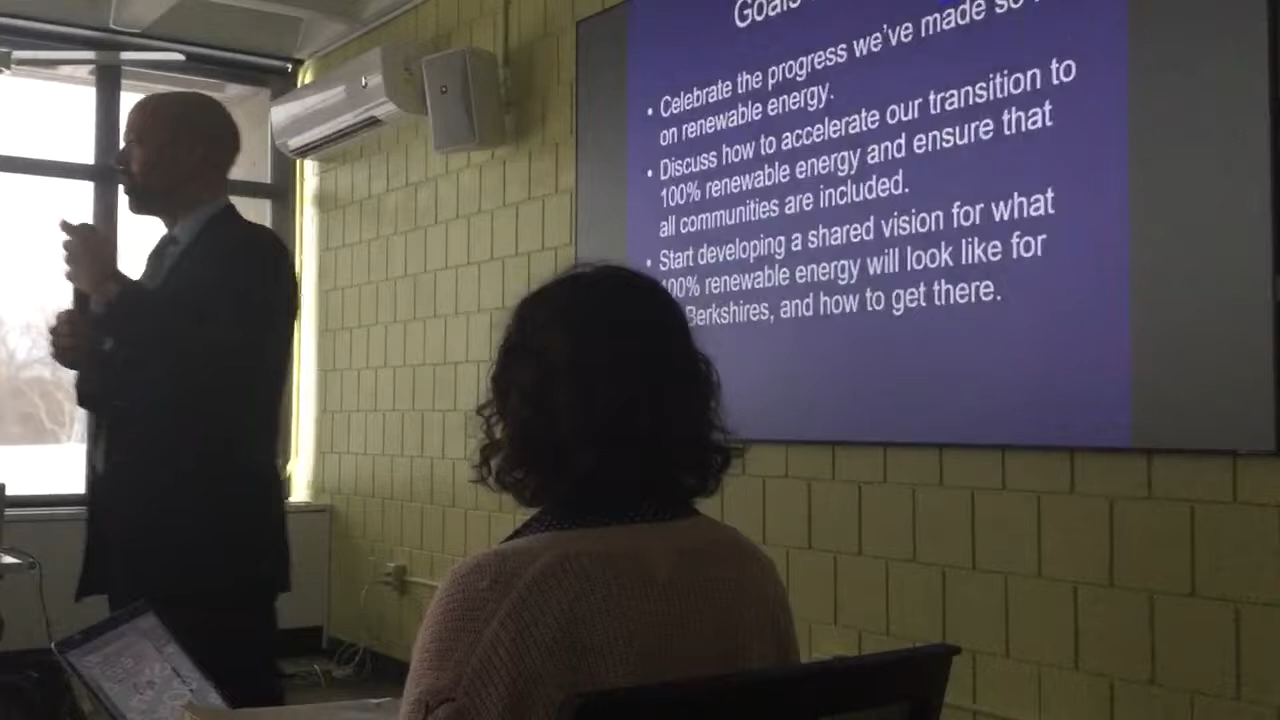 Goals
• Celebrate the progress we've made so
on renewable energy.
• Discuss how to accelerate our transition to
100% renewable energy and ensure that
all communities are included.
• Start developing a shared vision for what
100% renewable energy will look like for
Berkshires, and how to get there.